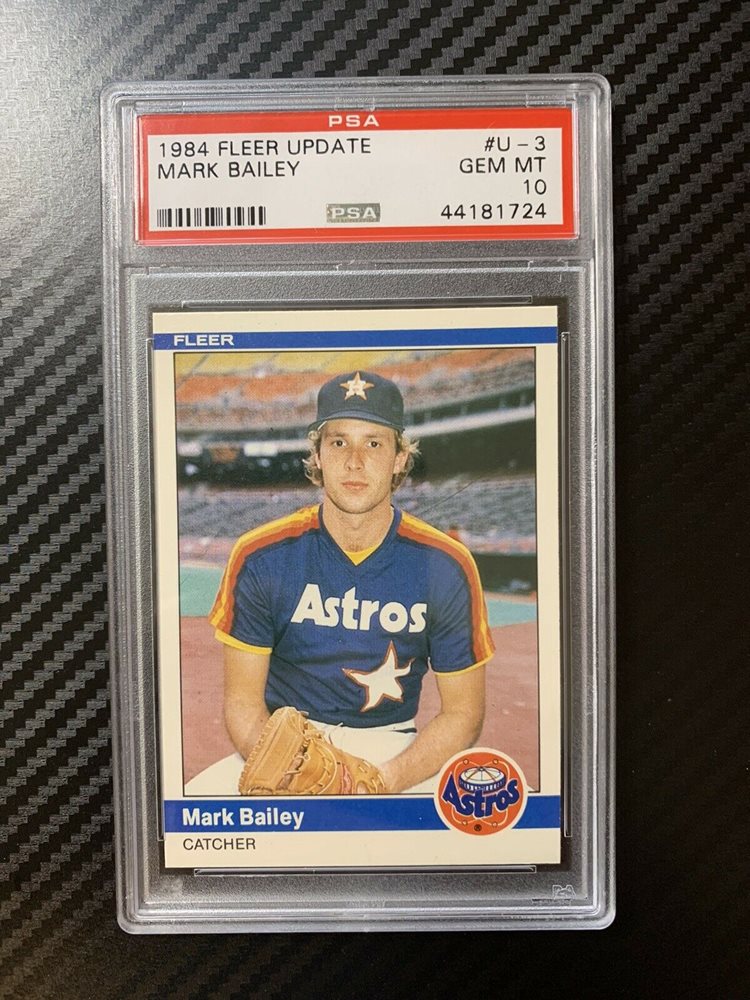 PSA
1984 FLEER UPDATE #U-3
MARK BAILEY GEM MT
10
PSA 44181724
FLEER
Astros
Astros
®
Mark Bailey
CATCHER